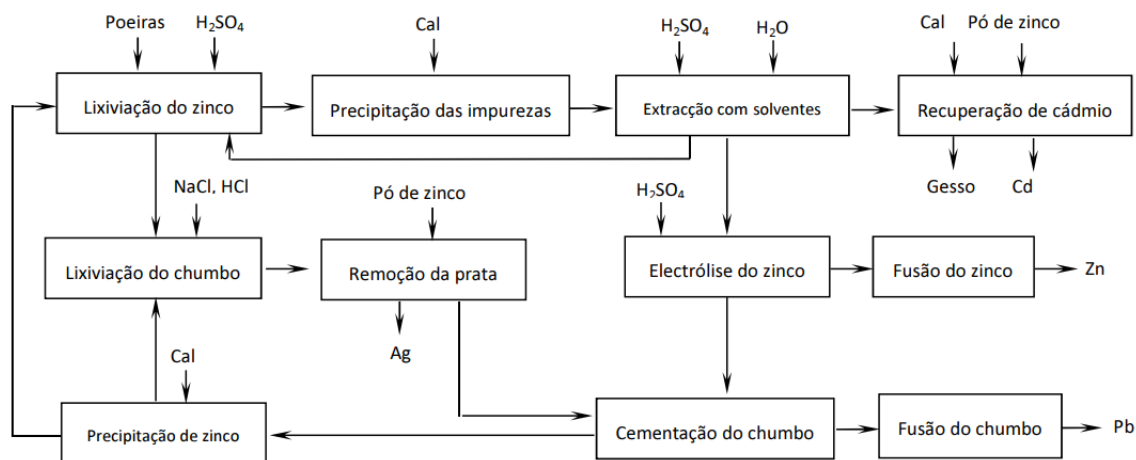 Poeiras
H₂SO₄
Cal
H₂SO₄
H₂O
Cal
Pó de zinco
Lixiviação do zinco
Precipitação das impurezas
Extracção com solventes
Recuperação de cádmio
NaCl, HCl
Pó de zinco
H₂SO₄
Gesso
Cd
Lixiviação do chumbo
Remoção da prata
Electrólise do zinco
Fusão do zinco
Zn
Cal
Ag
Precipitação de zinco
Cementação do chumbo
Fusão do chumbo
Pb